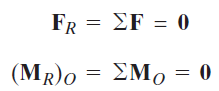 F_R = ΣF = 0
(M_R)_O = ΣM_O = 0